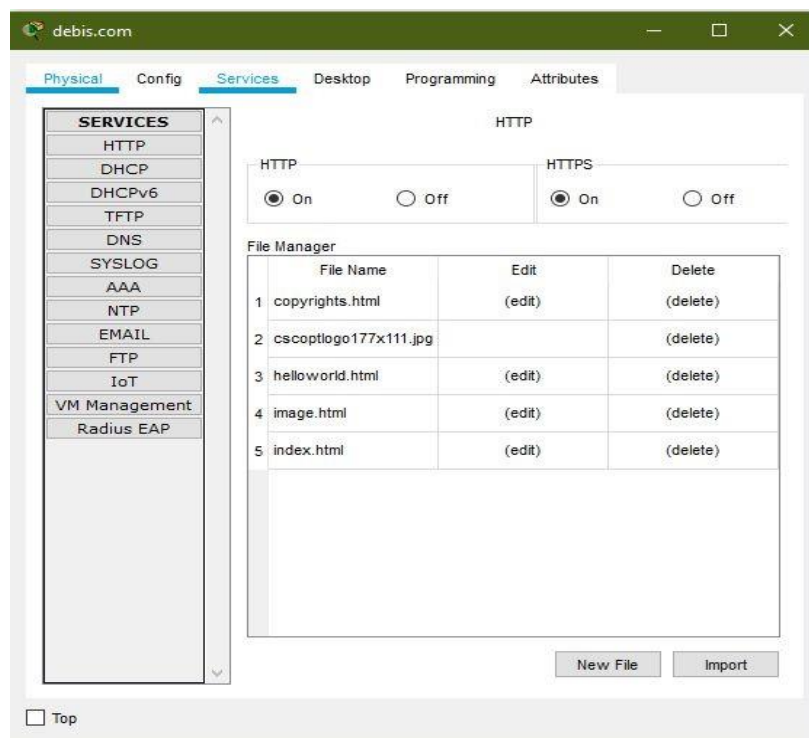 debis.com
Physical Config Services Desktop Programming Attributes
SERVICES
HTTP
DHCP
DHCPv6
TFTP
DNS
SYSLOG
AAA
NTP
EMAIL
FTP
IoT
VM Management
Radius EAP
HTTP
HTTP
On Off
HTTPS
On Off
File Manager
File Name Edit Delete
1 copyrights.html (edit) (delete)
2 cscoptlogo177x111.jpg (delete)
3 helloworld.html (edit) (delete)
4 image.html (edit) (delete)
5 index.html (edit) (delete)
New File Import
Top